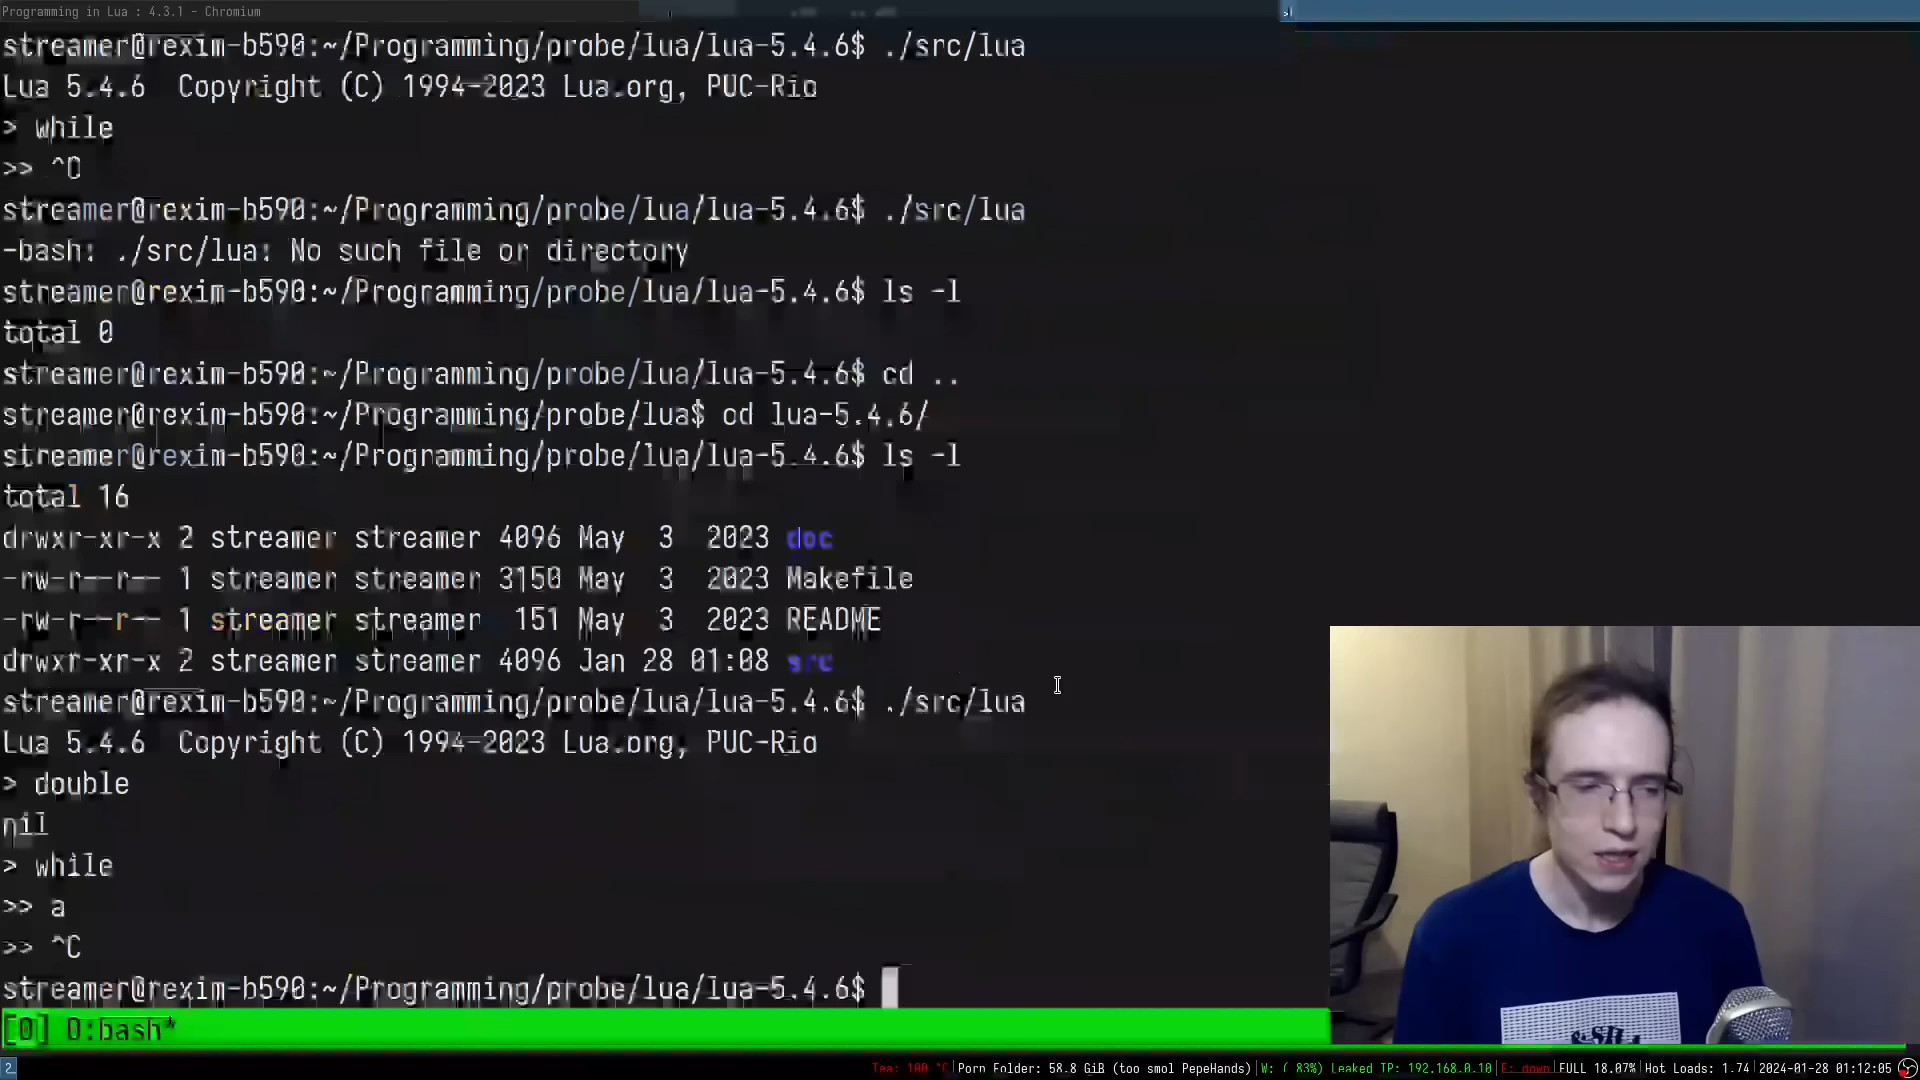 Programming in Lua : 4.3.1 - Chromium
streamer@rexim-b590:~/Programming/probe/lua/lua-5.4.6$ ./src/lua
Lua 5.4.6  Copyright (C) 1994-2023 Lua.org, PUC-Rio
> while
>> ^D
streamer@rexim-b590:~/Programming/probe/lua/lua-5.4.6$ ./src/lua
-bash: ./src/lua: No such file or directory
streamer@rexim-b590:~/Programming/probe/lua/lua-5.4.6$ ls -l
total 0
streamer@rexim-b590:~/Programming/probe/lua/lua-5.4.6$ cd ..
streamer@rexim-b590:~/Programming/probe/lua$ cd lua-5.4.6/
streamer@rexim-b590:~/Programming/probe/lua/lua-5.4.6$ ls -l
total 16
drwxr-xr-x 2 streamer streamer 4096 May  3  2023 doc
-rw-r--r-- 1 streamer streamer 3150 May  3  2023 Makefile
-rw-r--r-- 1 streamer streamer  151 May  3  2023 README
drwxr-xr-x 2 streamer streamer 4096 Jan 28 01:08 src
streamer@rexim-b590:~/Programming/probe/lua/lua-5.4.6$ ./src/lua
Lua 5.4.6  Copyright (C) 1994-2023 Lua.org, PUC-Rio
> double
nil
> while
>> a
>> ^C
streamer@rexim-b590:~/Programming/probe/lua/lua-5.4.6$
[0] 0:bash*
2 Tea: 100 °C|Porn Folder: 58.8 GiB (too smol PepeHands)|W: ( 83%) Leaked IP: 192.168.0.10|E: down|FULL 18.07%|Hot Loads: 1.74|2024-01-28 01:12:05